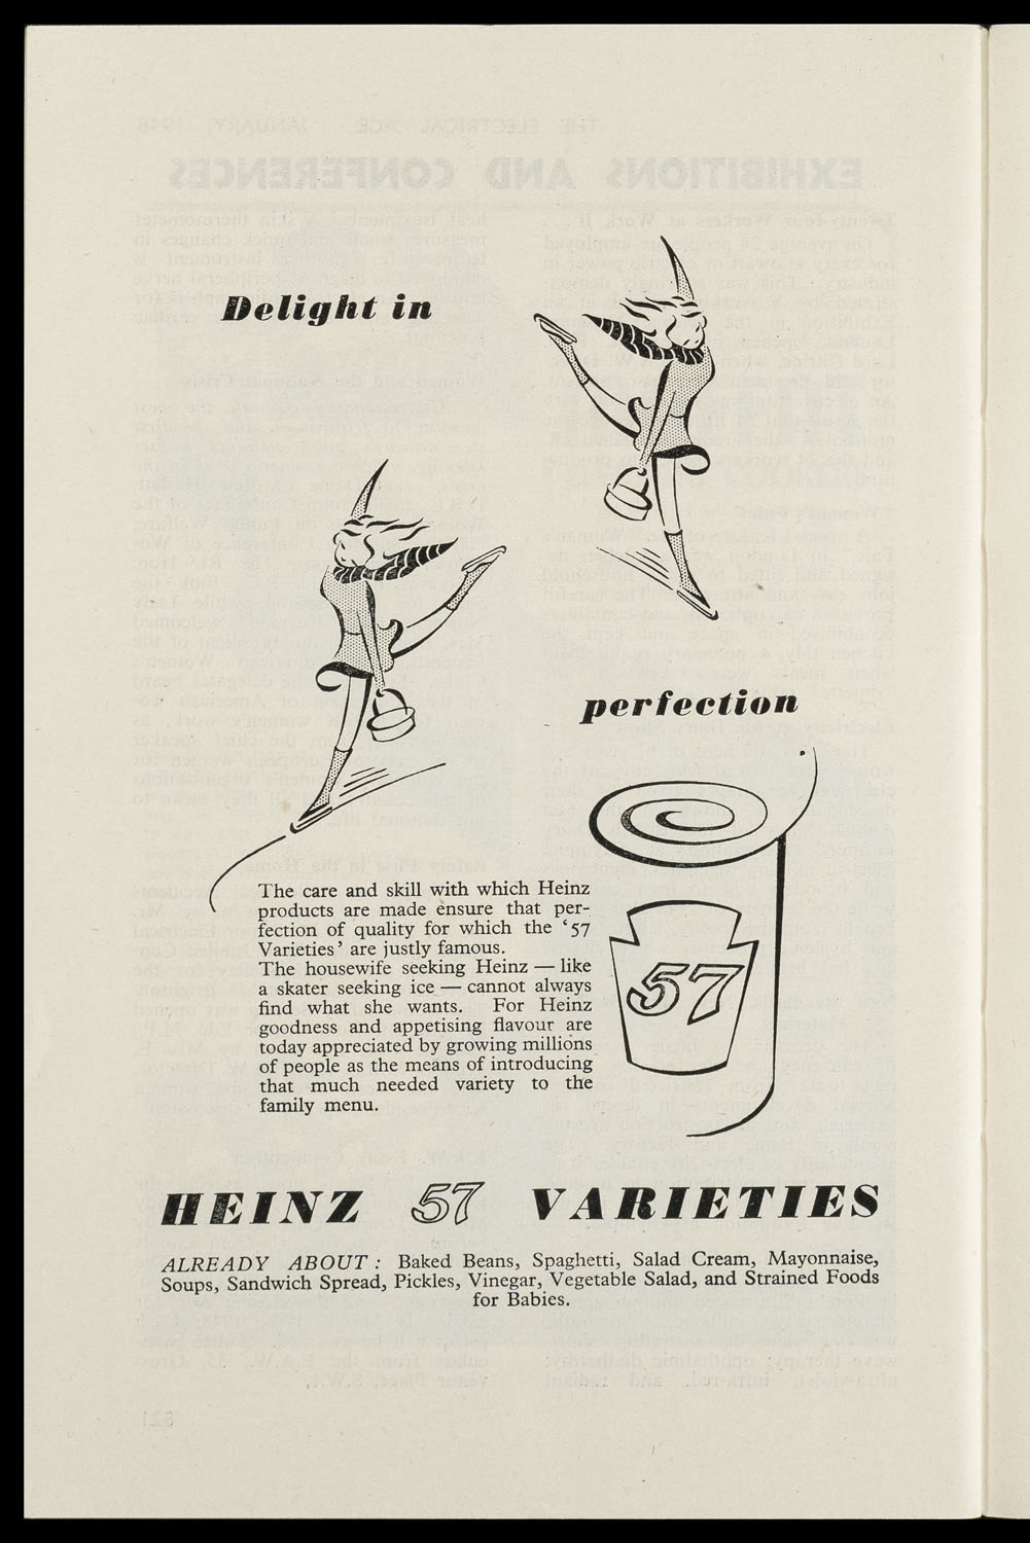 Delight in
perfection
The care and skill with which Heinz
products are made ensure that per-
fection of quality for which the ‘57
Varieties’ are justly famous.
The housewife seeking Heinz — like
a skater seeking ice — cannot always
find what she wants. For Heinz
goodness and appetising flavour are
today appreciated by growing millions
of people as the means of introducing
that much needed variety to the
family menu.
57
HEINZ 57 VARIETIES
ALREADY ABOUT : Baked Beans, Spaghetti, Salad Cream, Mayonnaise,
Soups, Sandwich Spread, Pickles, Vinegar, Vegetable Salad, and Strained Foods
for Babies.